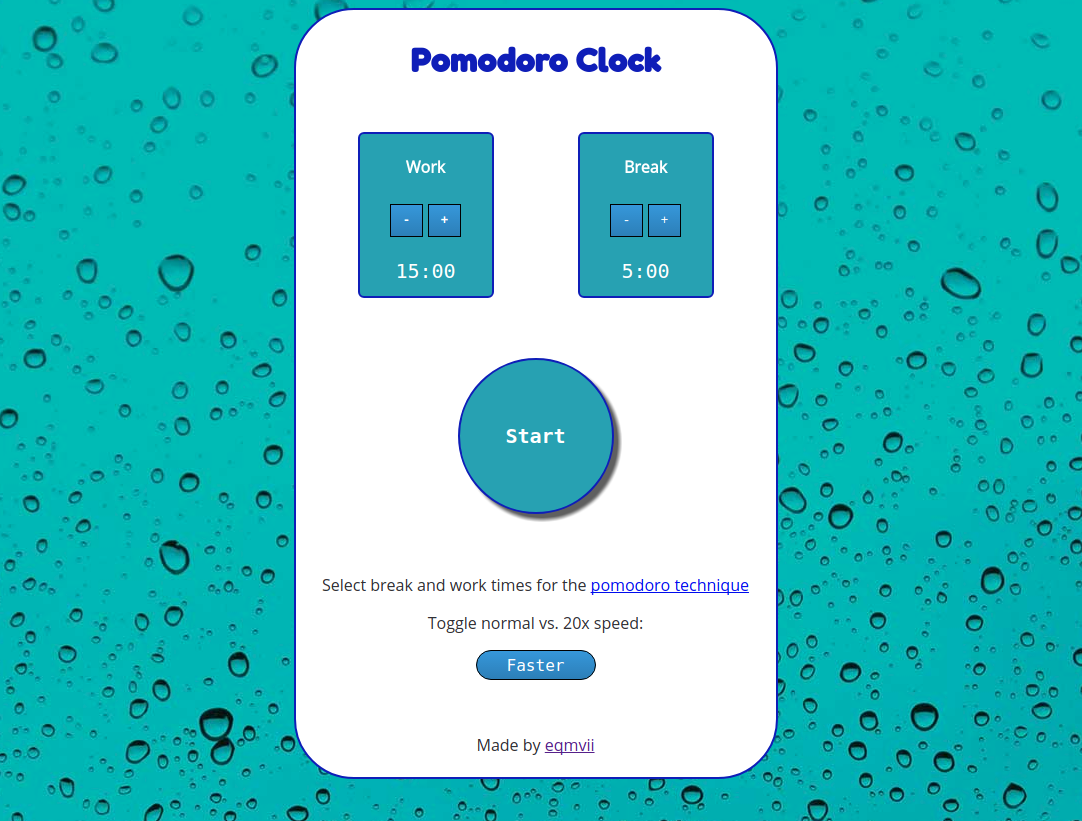 Pomodoro Clock
Work Break
- + - +
15:00 5:00
Start
Select break and work times for the pomodoro technique
Toggle normal vs. 20x speed:
Faster
Made by eqmvii